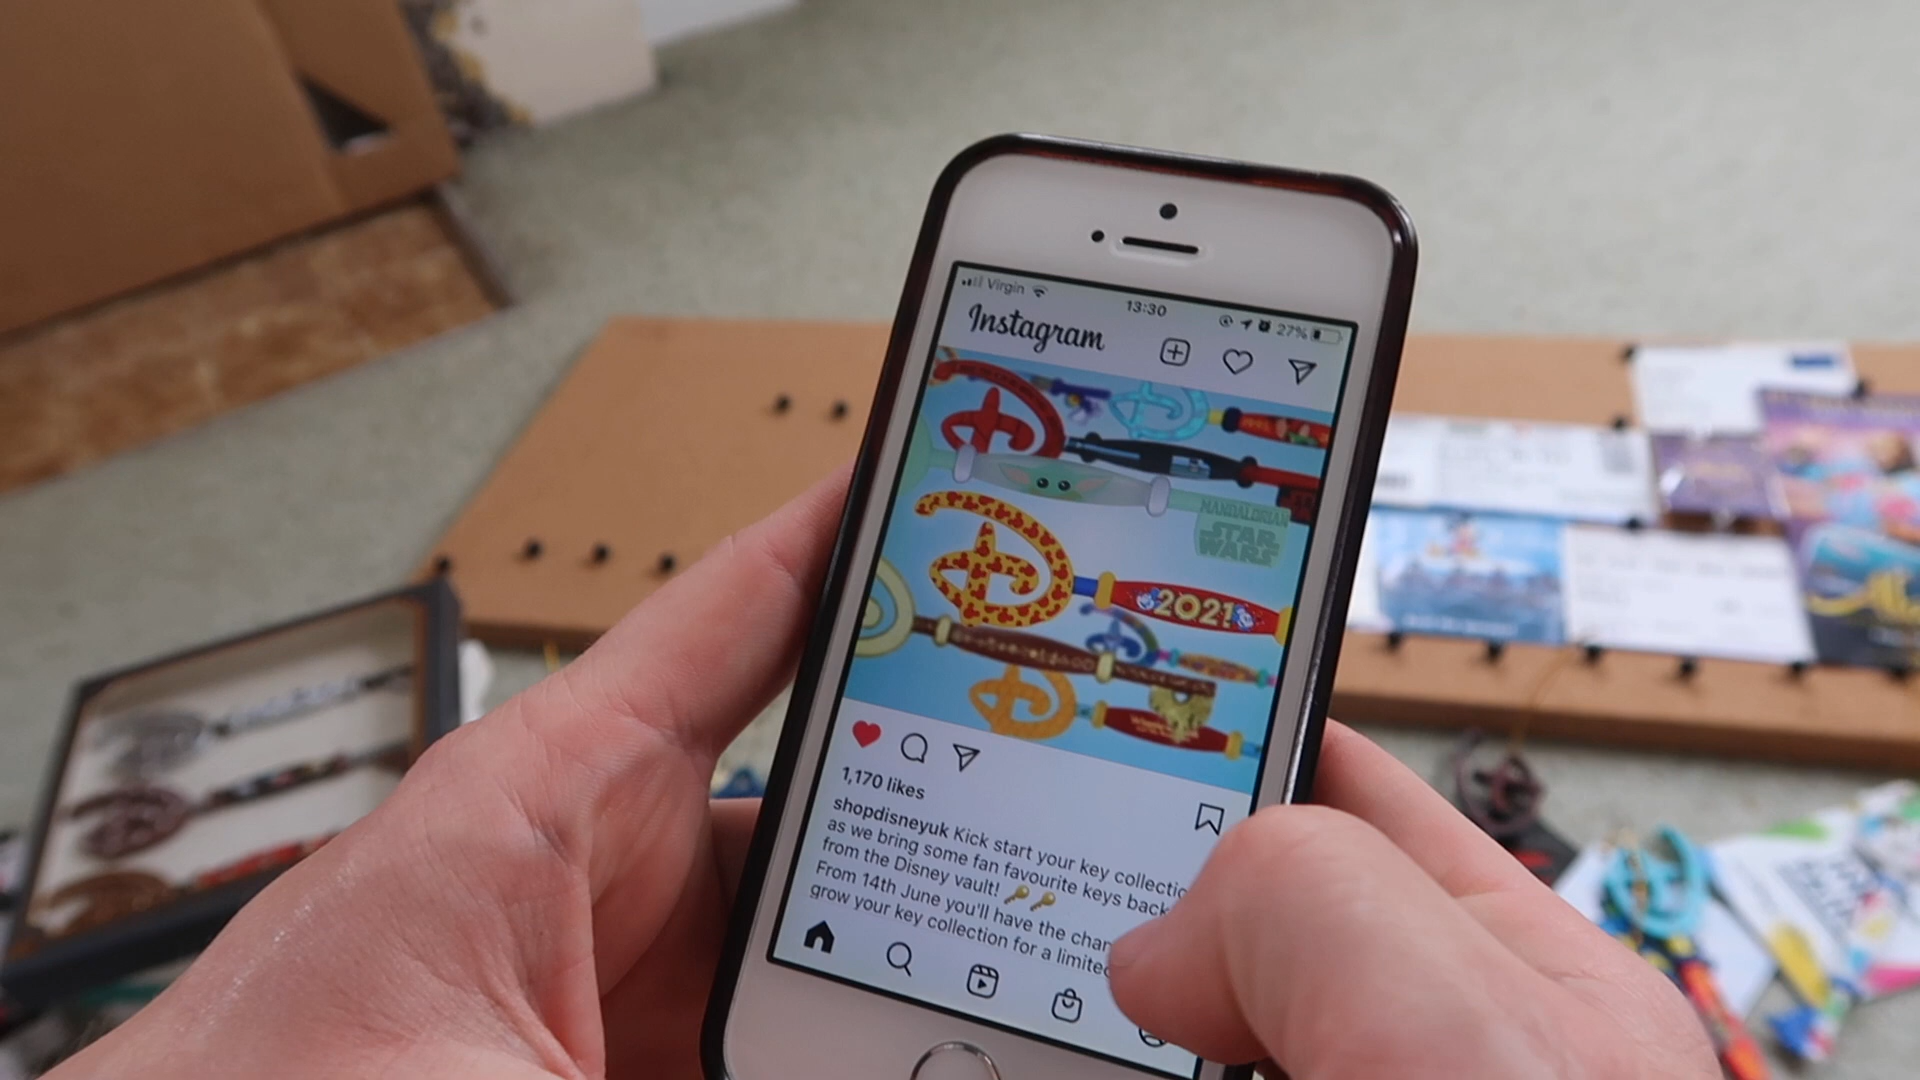 Virgin
13:30
27%
Instagram
MANDALORIAN
STAR
WARS
2021
1,170 likes
shopdisneyuk Kick start your key collectio
as we bring some fan favourite keys back
from the Disney vault! 🔑🔑
From 14th June you'll have the chan
grow your key collection for a limited